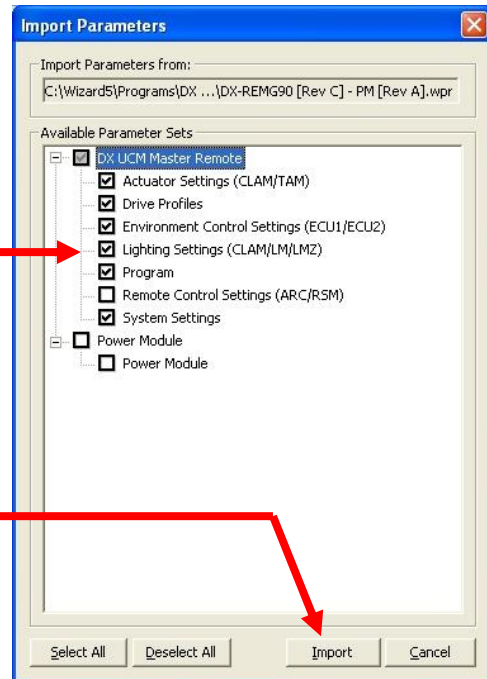 Import Parameters
Import Parameters from:
C:\Wizard5\Programs\DX ...\DX-REMG90 [Rev C] - PM [Rev A].wpr
Available Parameter Sets
DX UCM Master Remote
Actuator Settings (CLAM/TAM)
Drive Profiles
Environment Control Settings (ECU1/ECU2)
Lighting Settings (CLAM/LM/LMZ)
Program
Remote Control Settings (ARC/RSM)
System Settings
Power Module
Power Module
Select All Deselect All Import Cancel